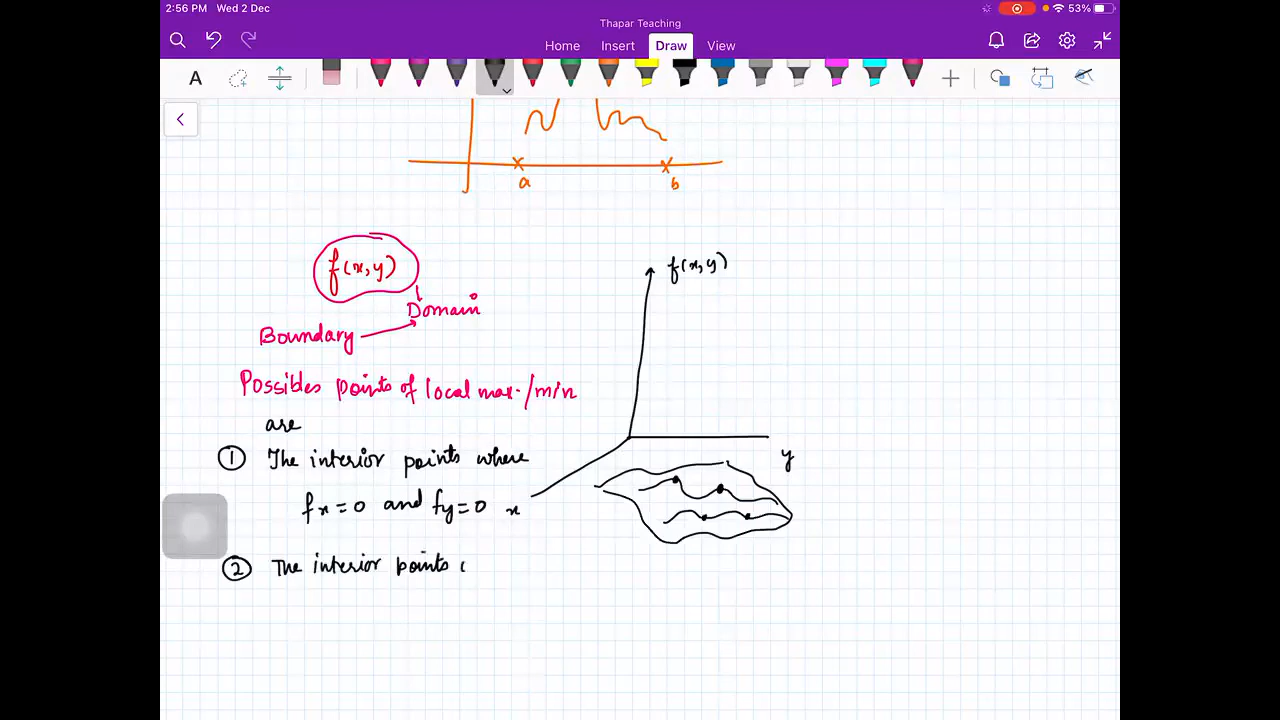 2:56 PM Wed 2 Dec
53%
Thapar Teaching
Home Insert Draw View
A
a
b
f(x,y)
Domain
Boundary
Possibles points of local max./min
are
① The interior points where
fx = 0 and fy = 0
② The interior points
f(x,y)
y
x